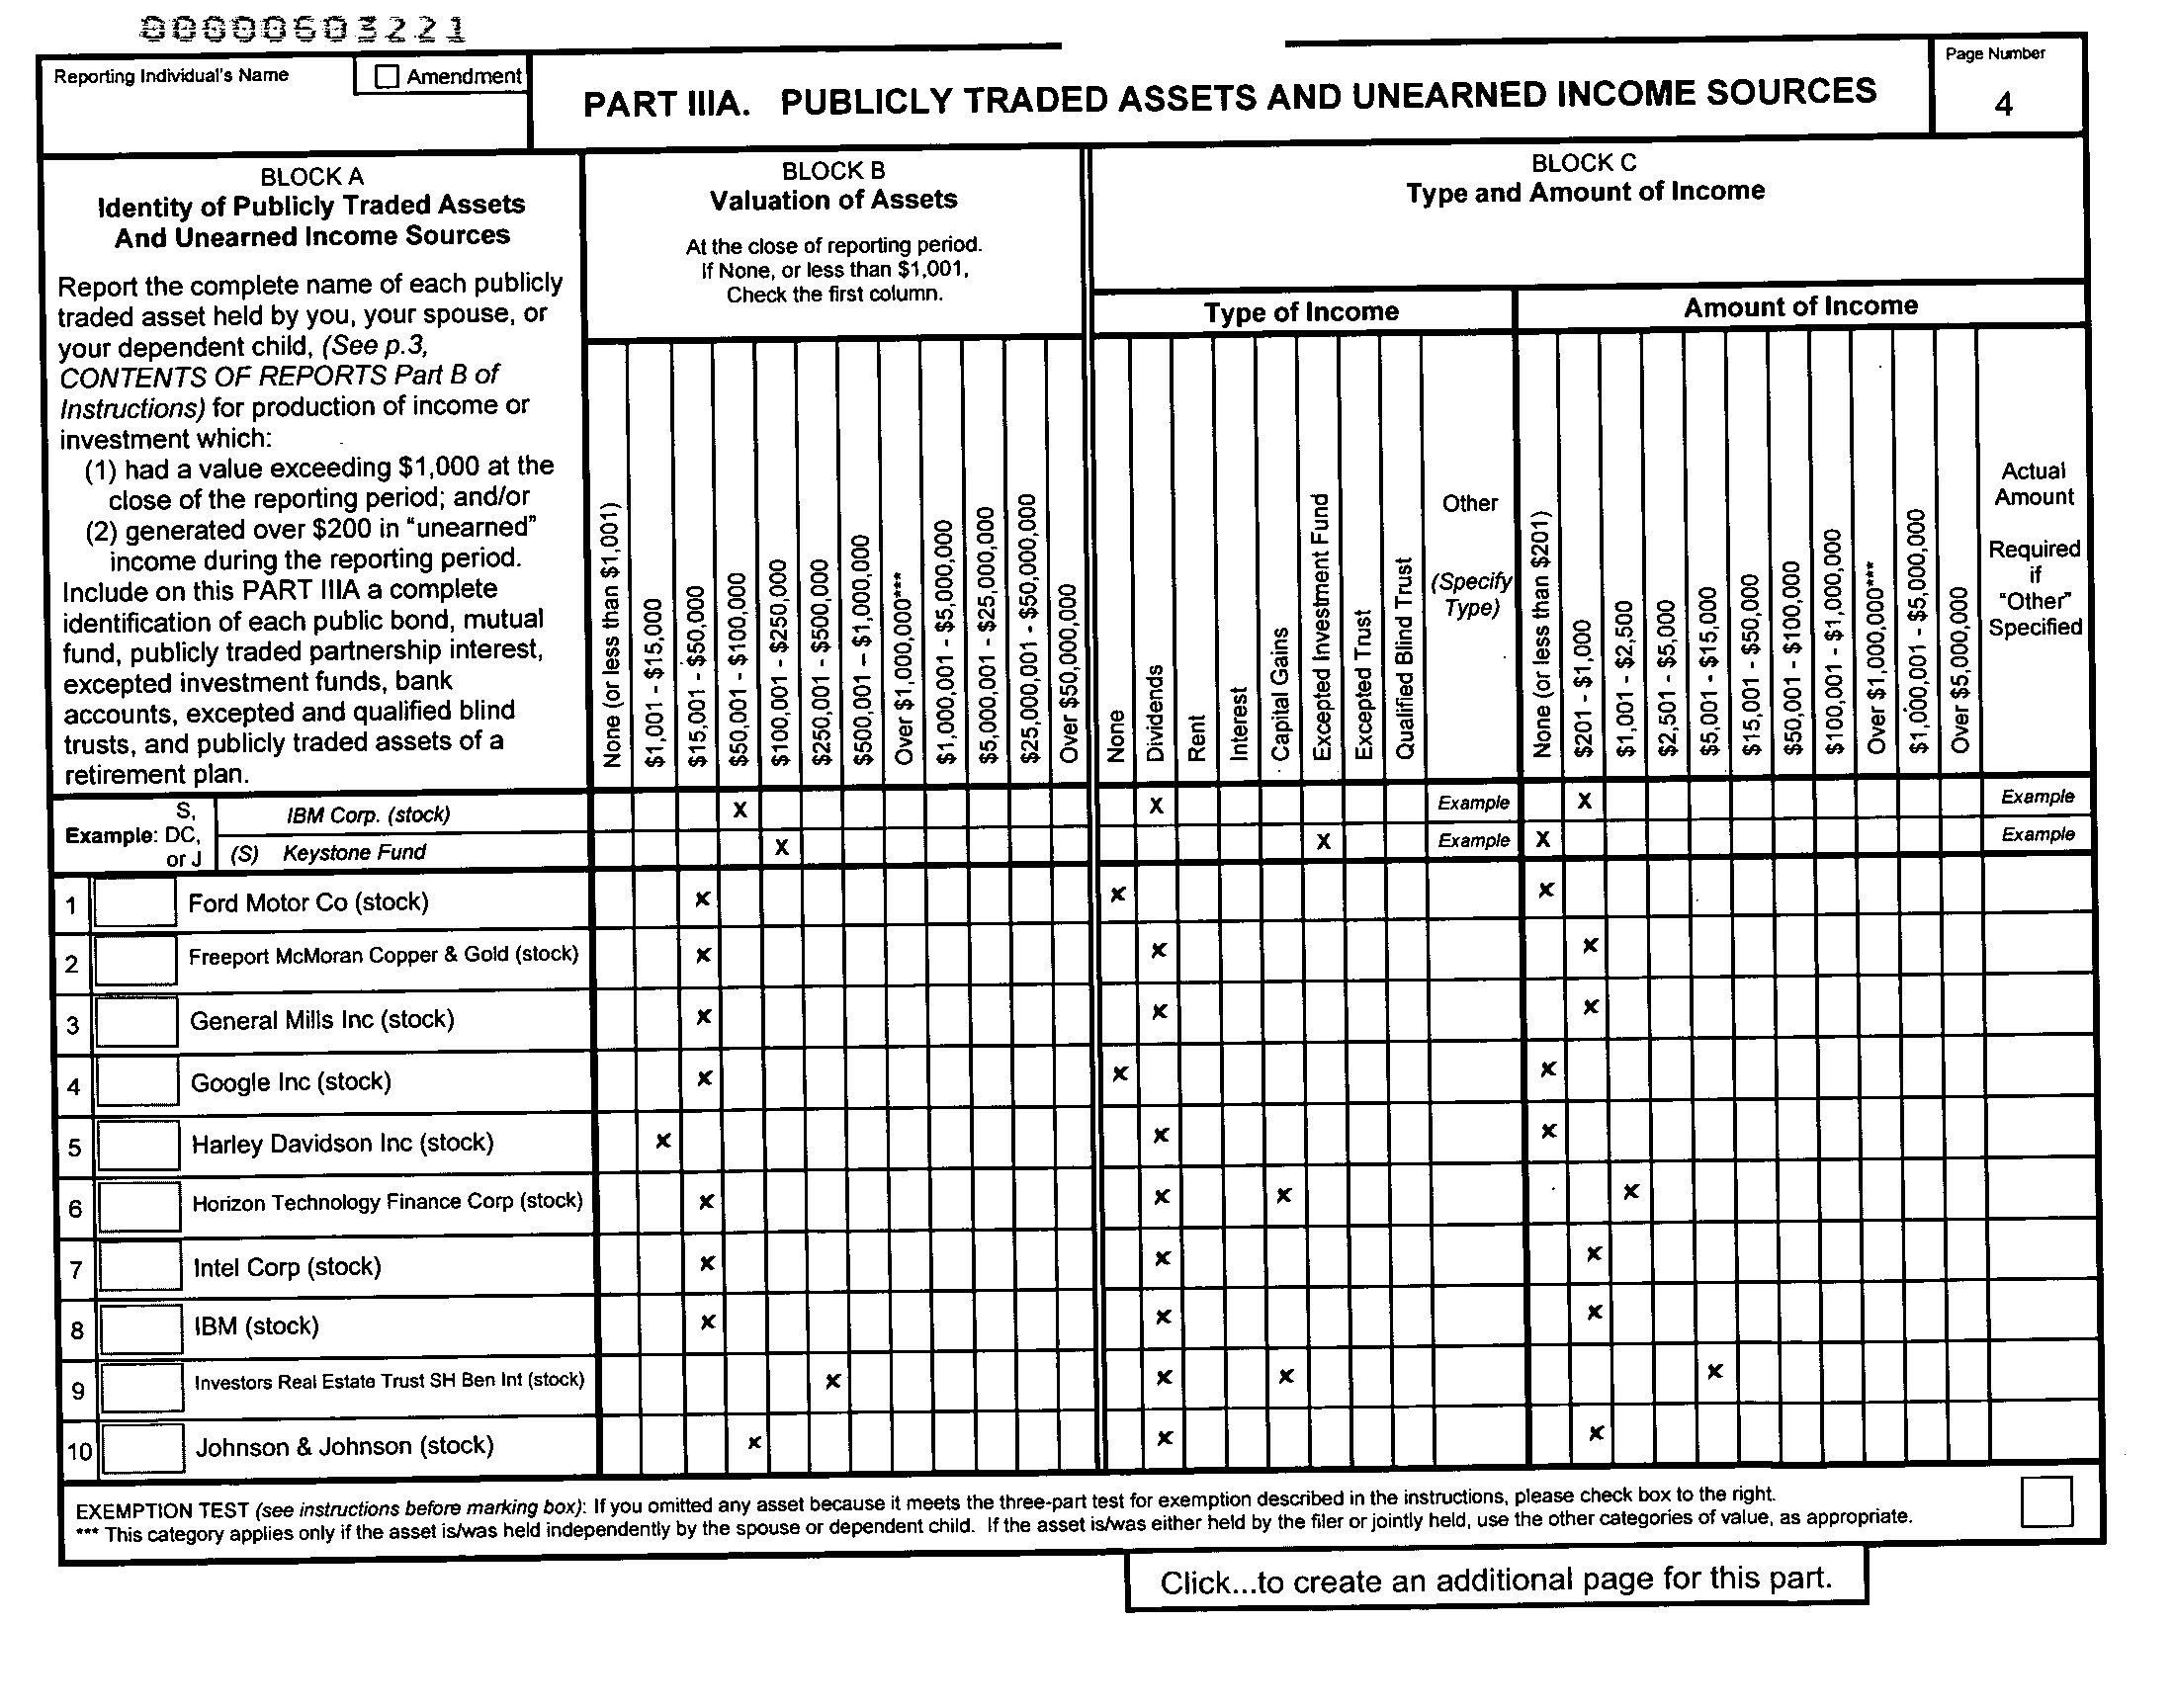 00000603221
Reporting Individual's Name
Amendment
PART IIIA. PUBLICLY TRADED ASSETS AND UNEARNED INCOME SOURCES
Page Number
4
BLOCK A
Identity of Publicly Traded Assets
And Unearned Income Sources
Report the complete name of each publicly
traded asset held by you, your spouse, or
your dependent child, (See p.3,
CONTENTS OF REPORTS Part B of
Instructions) for production of income or
investment which:
(1) had a value exceeding $1,000 at the
close of the reporting period; and/or
(2) generated over $200 in "unearned"
income during the reporting period.
Include on this PART IIIA a complete
identification of each public bond, mutual
fund, publicly traded partnership interest,
excepted investment funds, bank
accounts, excepted and qualified blind
trusts, and publicly traded assets of a
retirement plan.
BLOCK B
Valuation of Assets
At the close of reporting period.
If None, or less than $1,001,
Check the first column.
None (or less than $1,001)
$1,001 - $15,000
$15,001 - $50,000
$50,001 - $100,000
$100,001 - $250,000
$250,001 - $500,000
$500,001 – $1,000,000
Over $1,000,000***
$1,000,001 - $5,000,000
$5,000,001 - $25,000,000
$25,000,001 - $50,000,000
Over $50,000,000
BLOCK C
Type and Amount of Income
Type of Income
None
Dividends
Rent
Interest
Capital Gains
Excepted Investment Fund
Excepted Trust
Qualified Blind Trust
Other
(Specify
Type)
Amount of Income
None (or less than $201)
$201 - $1,000
$1,001 - $2,500
$2,501 - $5,000
$5,001 - $15,000
$15,001 - $50,000
$50,001 - $100,000
$100,001 - $1,000,000
Over $1,000,000***
$1,000,001 - $5,000,000
Over $5,000,000
Actual
Amount
Required
if
"Other"
Specified
Example: S, DC, or J
IBM Corp. (stock) X X Example X Example
(S) Keystone Fund X X Example X Example
1 Ford Motor Co (stock) x x x
2 Freeport McMoran Copper & Gold (stock) x x x
3 General Mills Inc (stock) x x x
4 Google Inc (stock) x x x
5 Harley Davidson Inc (stock) x x x
6 Horizon Technology Finance Corp (stock) x x x x
7 Intel Corp (stock) x x x
8 IBM (stock) x x x
9 Investors Real Estate Trust SH Ben Int (stock) x x x x
10 Johnson & Johnson (stock) x x x
EXEMPTION TEST (see instructions before marking box): If you omitted any asset because it meets the three-part test for exemption described in the instructions, please check box to the right.
*** This category applies only if the asset is/was held independently by the spouse or dependent child. If the asset is/was either held by the filer or jointly held, use the other categories of value, as appropriate.
Click...to create an additional page for this part.